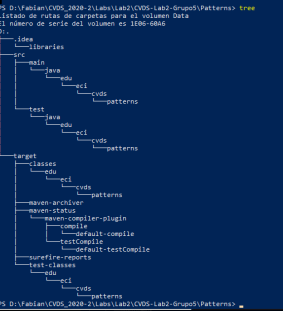 PS D:\Fabian\CVDS_2020-2\Labs\Lab2\CVDS-Lab2-Grupo5\Patterns> tree
Listado de rutas de carpetas para el volumen Data
El número de serie del volumen es 1E06-60A6
D:.
├───.idea
│   └───libraries
├───src
│   ├───main
│   │   └───java
│   │       └───edu
│   │           └───eci
│   │               └───cvds
│   │                   └───patterns
│   └───test
│       └───java
│           └───edu
│               └───eci
│                   └───cvds
│                       └───patterns
└───target
    ├───classes
    │   └───edu
    │       └───eci
    │           └───cvds
    │               └───patterns
    ├───maven-archiver
    ├───maven-status
    │   └───maven-compiler-plugin
    │       ├───compile
    │       │   └───default-compile
    │       └───testCompile
    │           └───default-testCompile
    ├───surefire-reports
    └───test-classes
        └───edu
            └───eci
                └───cvds
                    └───patterns
PS D:\Fabian\CVDS_2020-2\Labs\Lab2\CVDS-Lab2-Grupo5\Patterns>